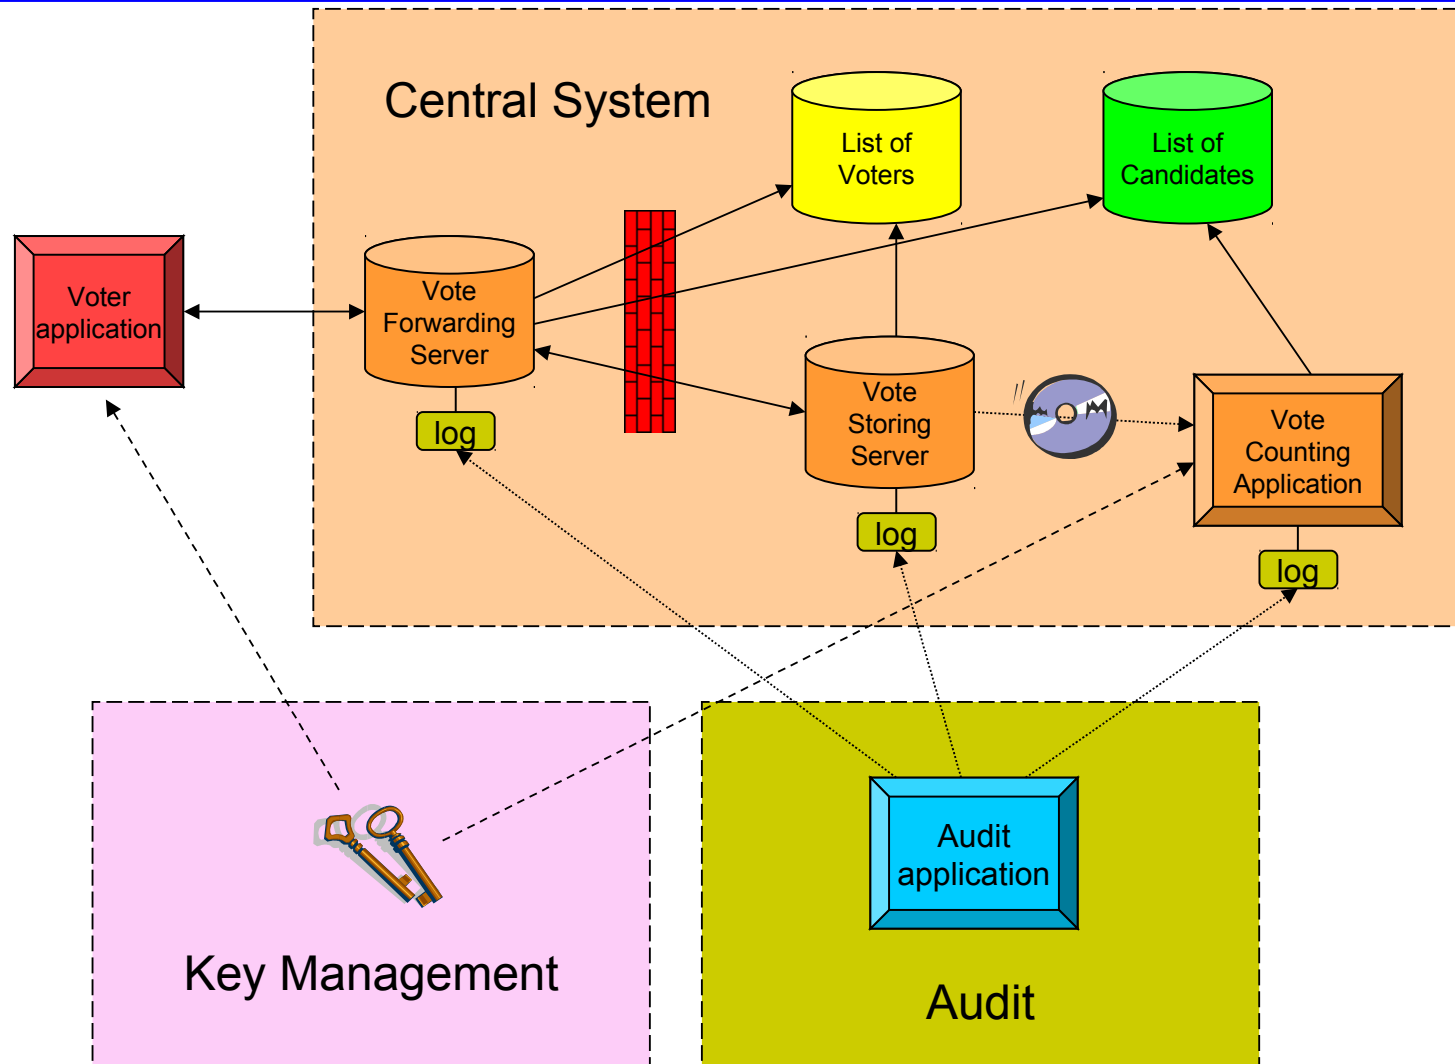 Central System
List of
Voters
List of
Candidates
Voter
application
Vote
Forwarding
Server
log
Vote
Storing
Server
log
Vote
Counting
Application
log
Key Management
Audit
application
Audit